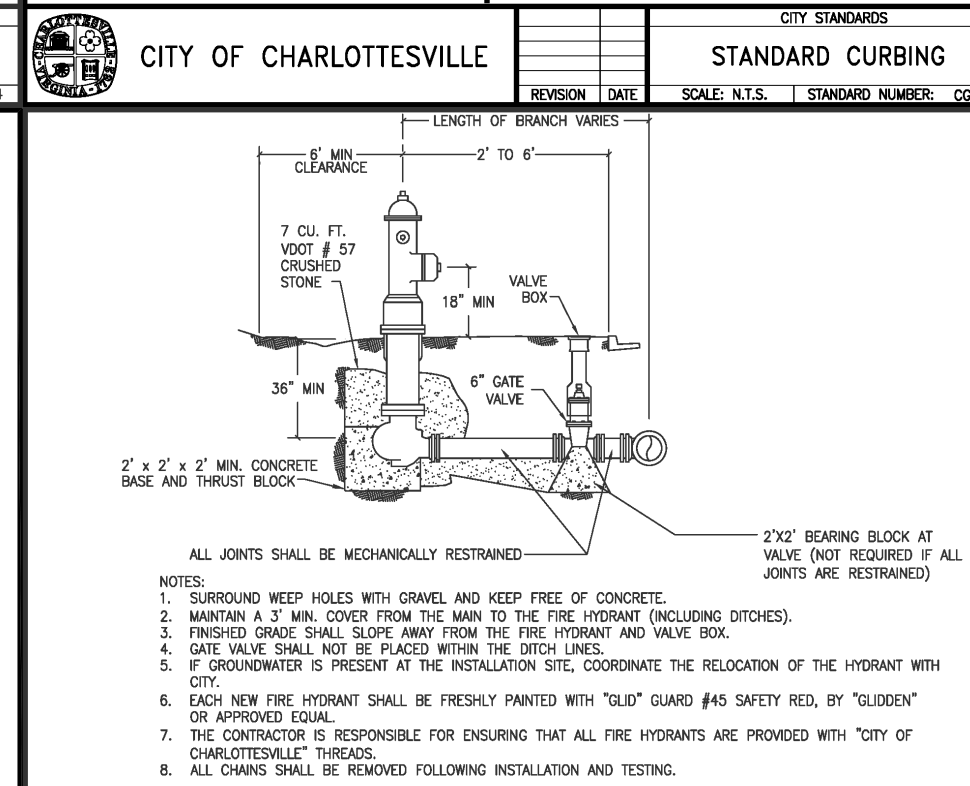 CHARLOTTESVILLE
VIRGINIA - 1762
CITY OF CHARLOTTESVILLE
REVISION DATE
CITY STANDARDS
STANDARD CURBING
SCALE: N.T.S. STANDARD NUMBER: CG
LENGTH OF BRANCH VARIES
6' MIN
CLEARANCE
2' TO 6'
7 CU. FT.
VDOT # 57
CRUSHED
STONE
18" MIN
VALVE
BOX
36" MIN
6" GATE
VALVE
2' x 2' x 2' MIN. CONCRETE
BASE AND THRUST BLOCK
ALL JOINTS SHALL BE MECHANICALLY RESTRAINED
2'X2' BEARING BLOCK AT
VALVE (NOT REQUIRED IF ALL
JOINTS ARE RESTRAINED)
NOTES:
1. SURROUND WEEP HOLES WITH GRAVEL AND KEEP FREE OF CONCRETE.
2. MAINTAIN A 3' MIN. COVER FROM THE MAIN TO THE FIRE HYDRANT (INCLUDING DITCHES).
3. FINISHED GRADE SHALL SLOPE AWAY FROM THE FIRE HYDRANT AND VALVE BOX.
4. GATE VALVE SHALL NOT BE PLACED WITHIN THE DITCH LINES.
5. IF GROUNDWATER IS PRESENT AT THE INSTALLATION SITE, COORDINATE THE RELOCATION OF THE HYDRANT WITH
CITY.
6. EACH NEW FIRE HYDRANT SHALL BE FRESHLY PAINTED WITH "GLID" GUARD #45 SAFETY RED, BY "GLIDDEN"
OR APPROVED EQUAL.
7. THE CONTRACTOR IS RESPONSIBLE FOR ENSURING THAT ALL FIRE HYDRANTS ARE PROVIDED WITH "CITY OF
CHARLOTTESVILLE" THREADS.
8. ALL CHAINS SHALL BE REMOVED FOLLOWING INSTALLATION AND TESTING.